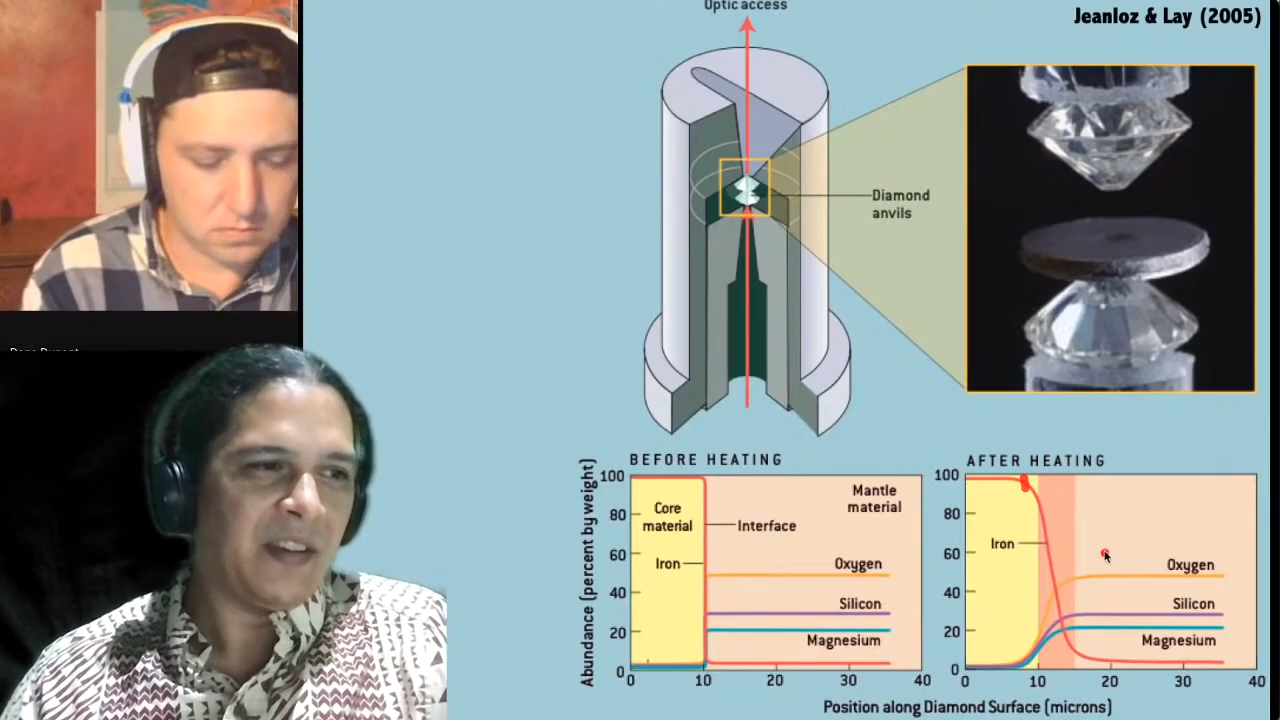 Optic access
Jeanloz & Lay (2005)
Diamond
anvils
BEFORE HEATING
Abundance (percent by weight)
100
80
60
40
20
0
Core
material
Iron
Interface
Mantle
material
Oxygen
Silicon
Magnesium
0 10 20 30 40
AFTER HEATING
100
80
60
40
20
0
Iron
Oxygen
Silicon
Magnesium
0 10 20 30 40
Position along Diamond Surface (microns)